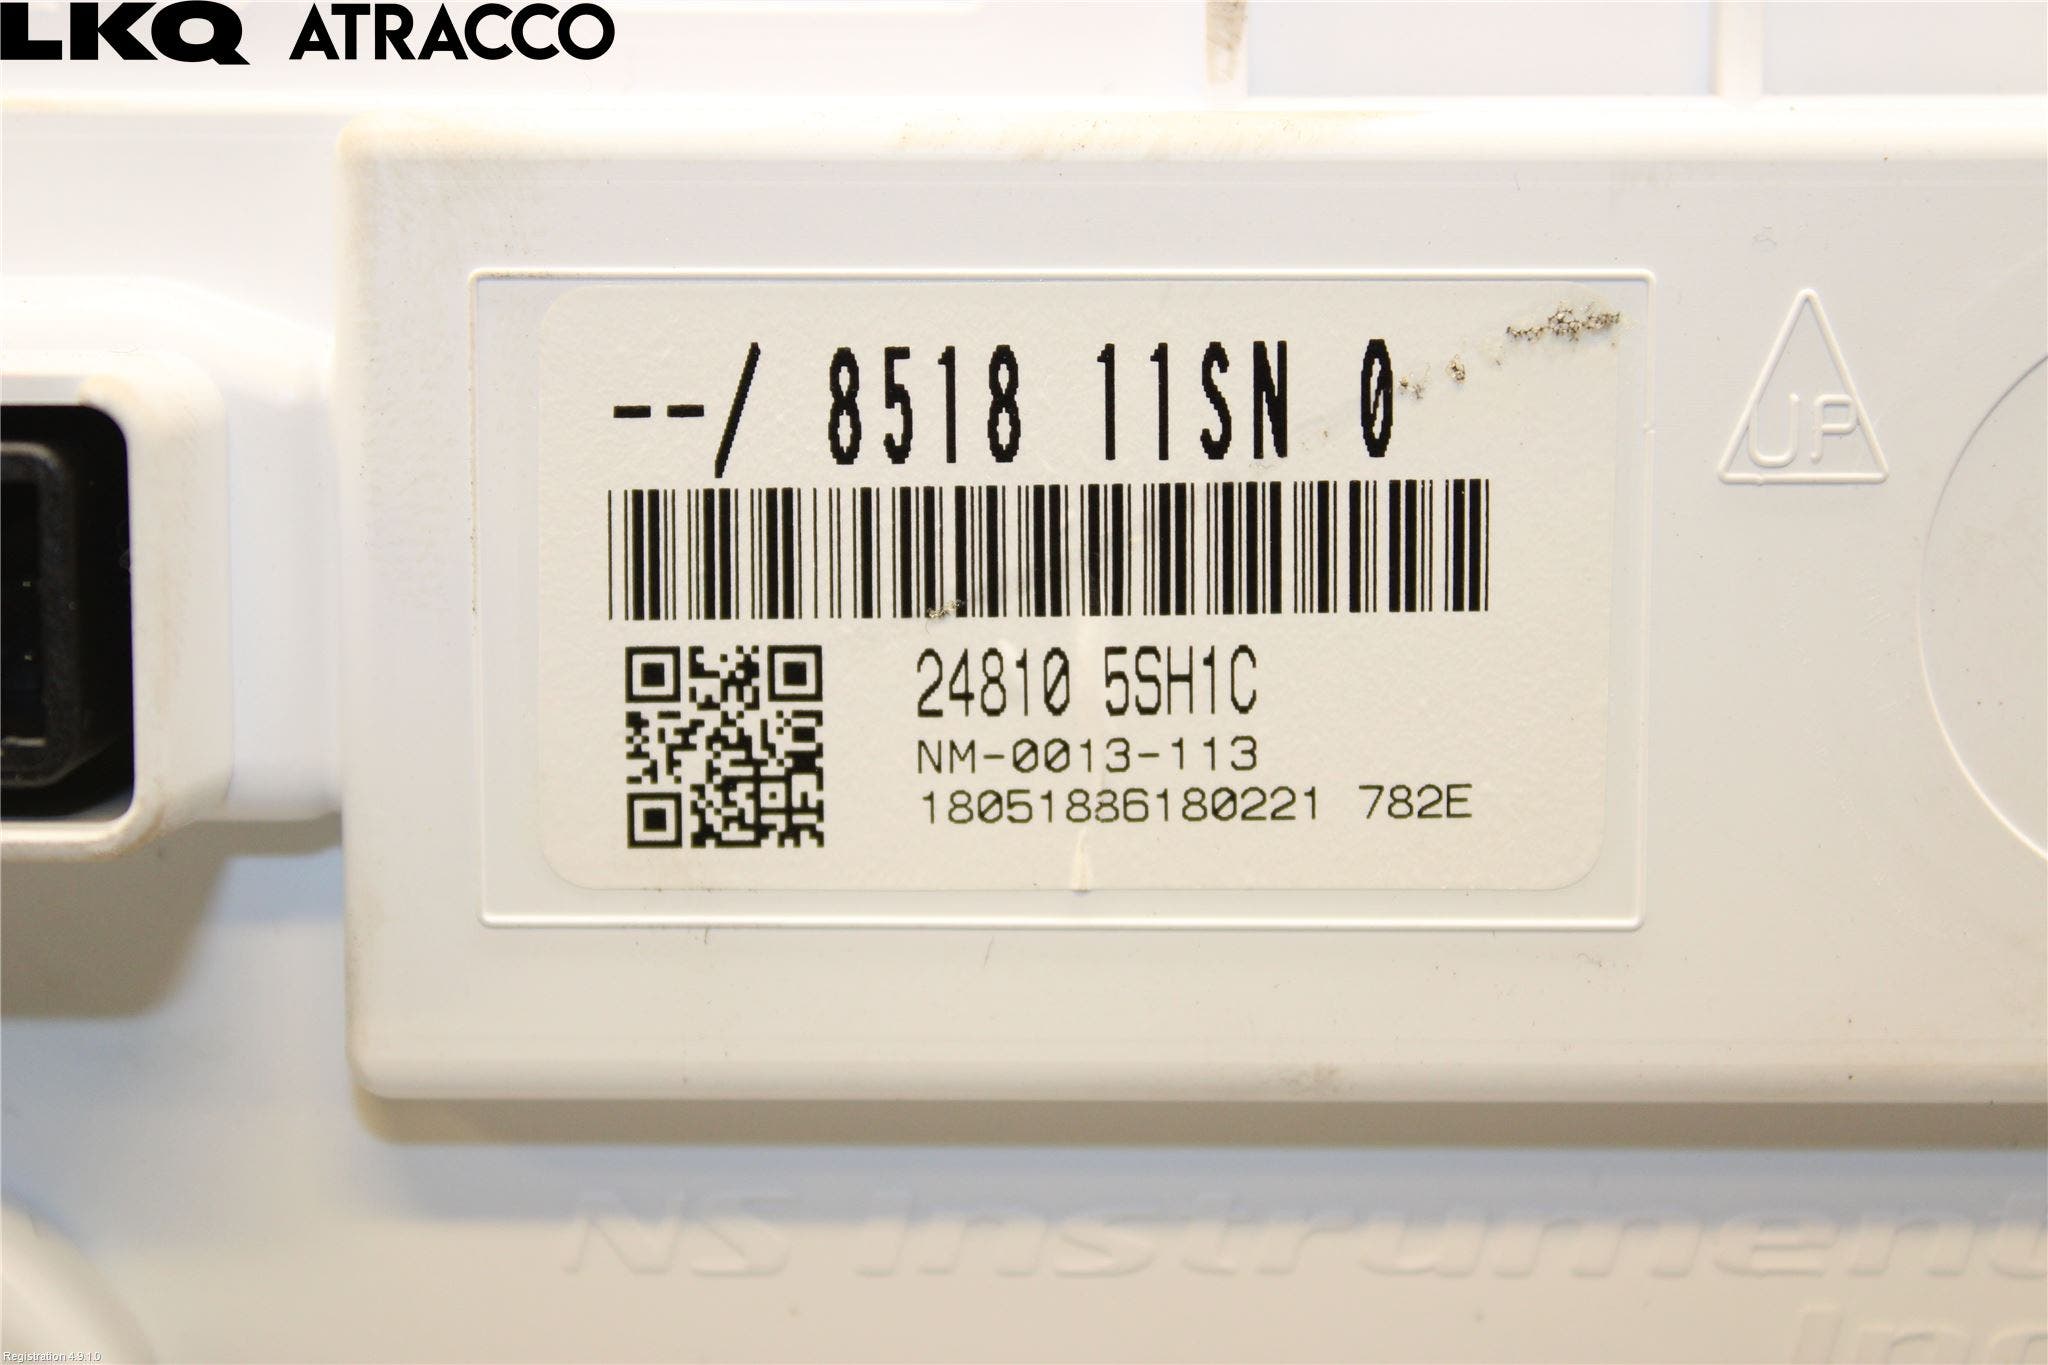 LKQ ATRACCO
--/ 8518 11SN 0
UP
24810 5SH1C
NM-0013-113
18051886180221 782E
NS Instrument
Registration 4.9.1.0